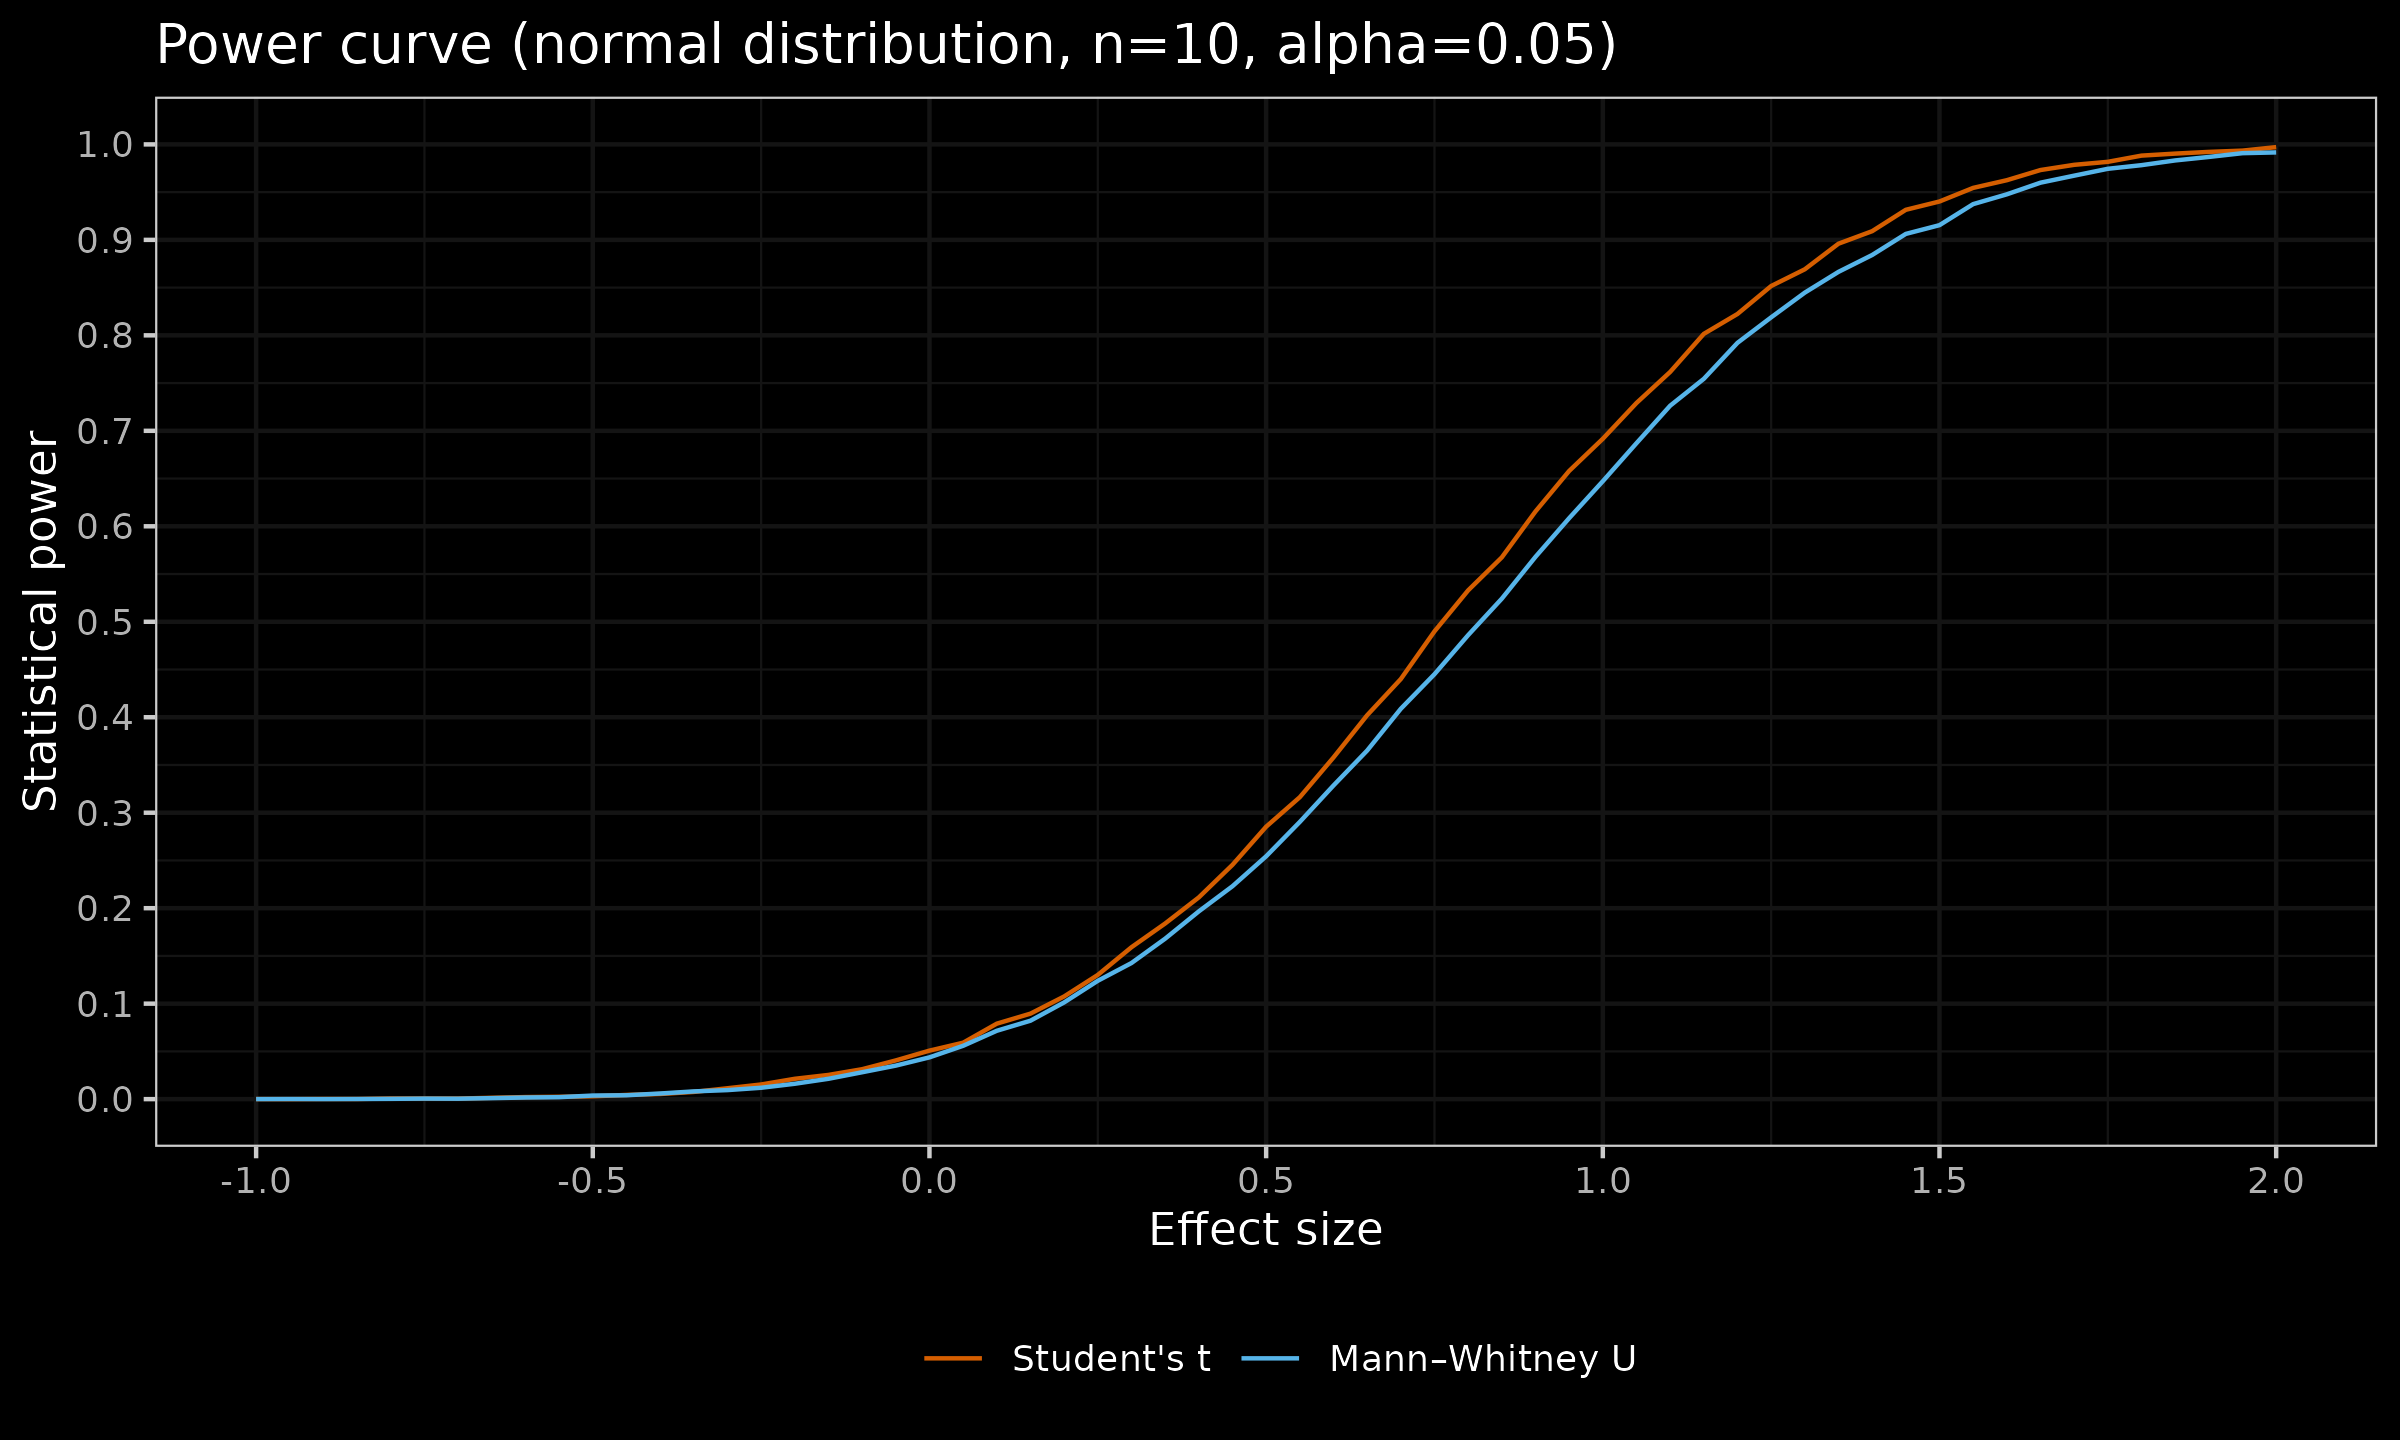 Power curve (normal distribution, n=10, alpha=0.05)
Statistical power
1.0
0.9
0.8
0.7
0.6
0.5
0.4
0.3
0.2
0.1
0.0
-1.0 -0.5 0.0 0.5 1.0 1.5 2.0
Effect size
Student's t Mann–Whitney U